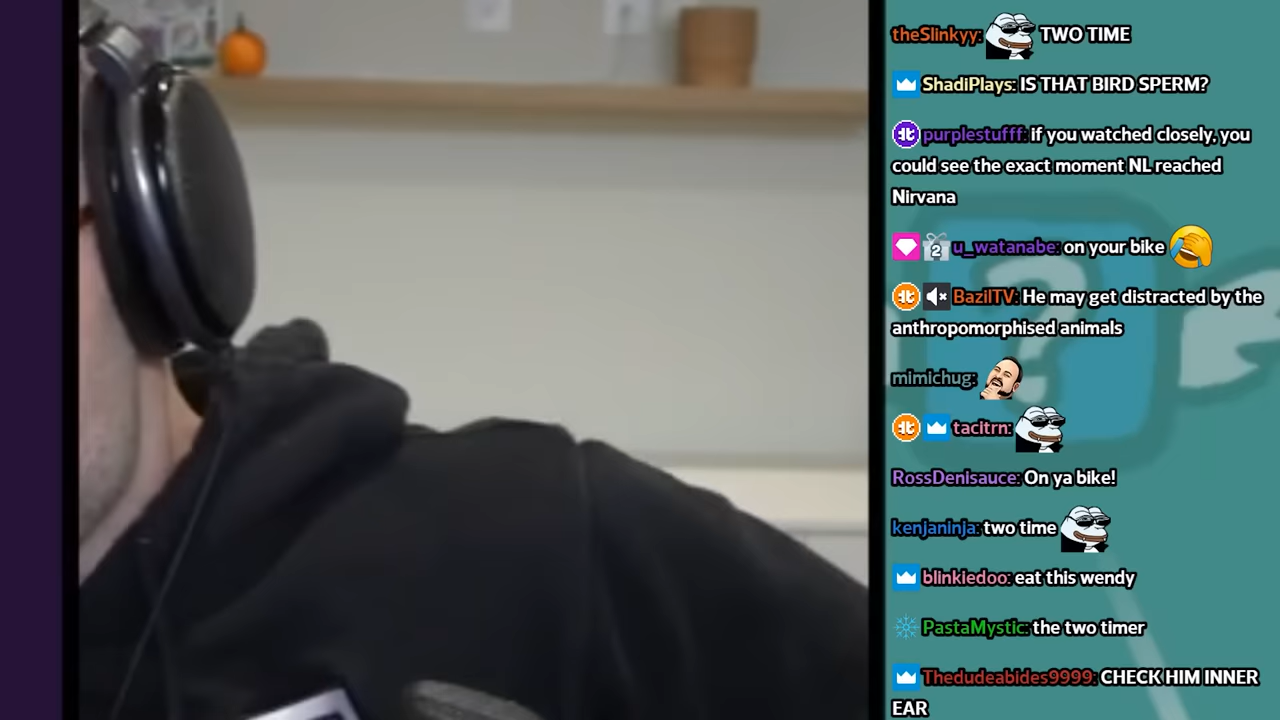 theSlinkyy: TWO TIME
ShadiPlays: IS THAT BIRD SPERM?
purplestufff: if you watched closely, you
could see the exact moment NL reached
Nirvana
2 u_watanabe: on your bike
BazilTV: He may get distracted by the
anthropomorphised animals
mimichug:
tacitrn:
RossDenisauce: On ya bike!
kenjaninja: two time
blinkiedoo: eat this wendy
PastaMystic: the two timer
Thedudeabides9999: CHECK HIM INNER
EAR